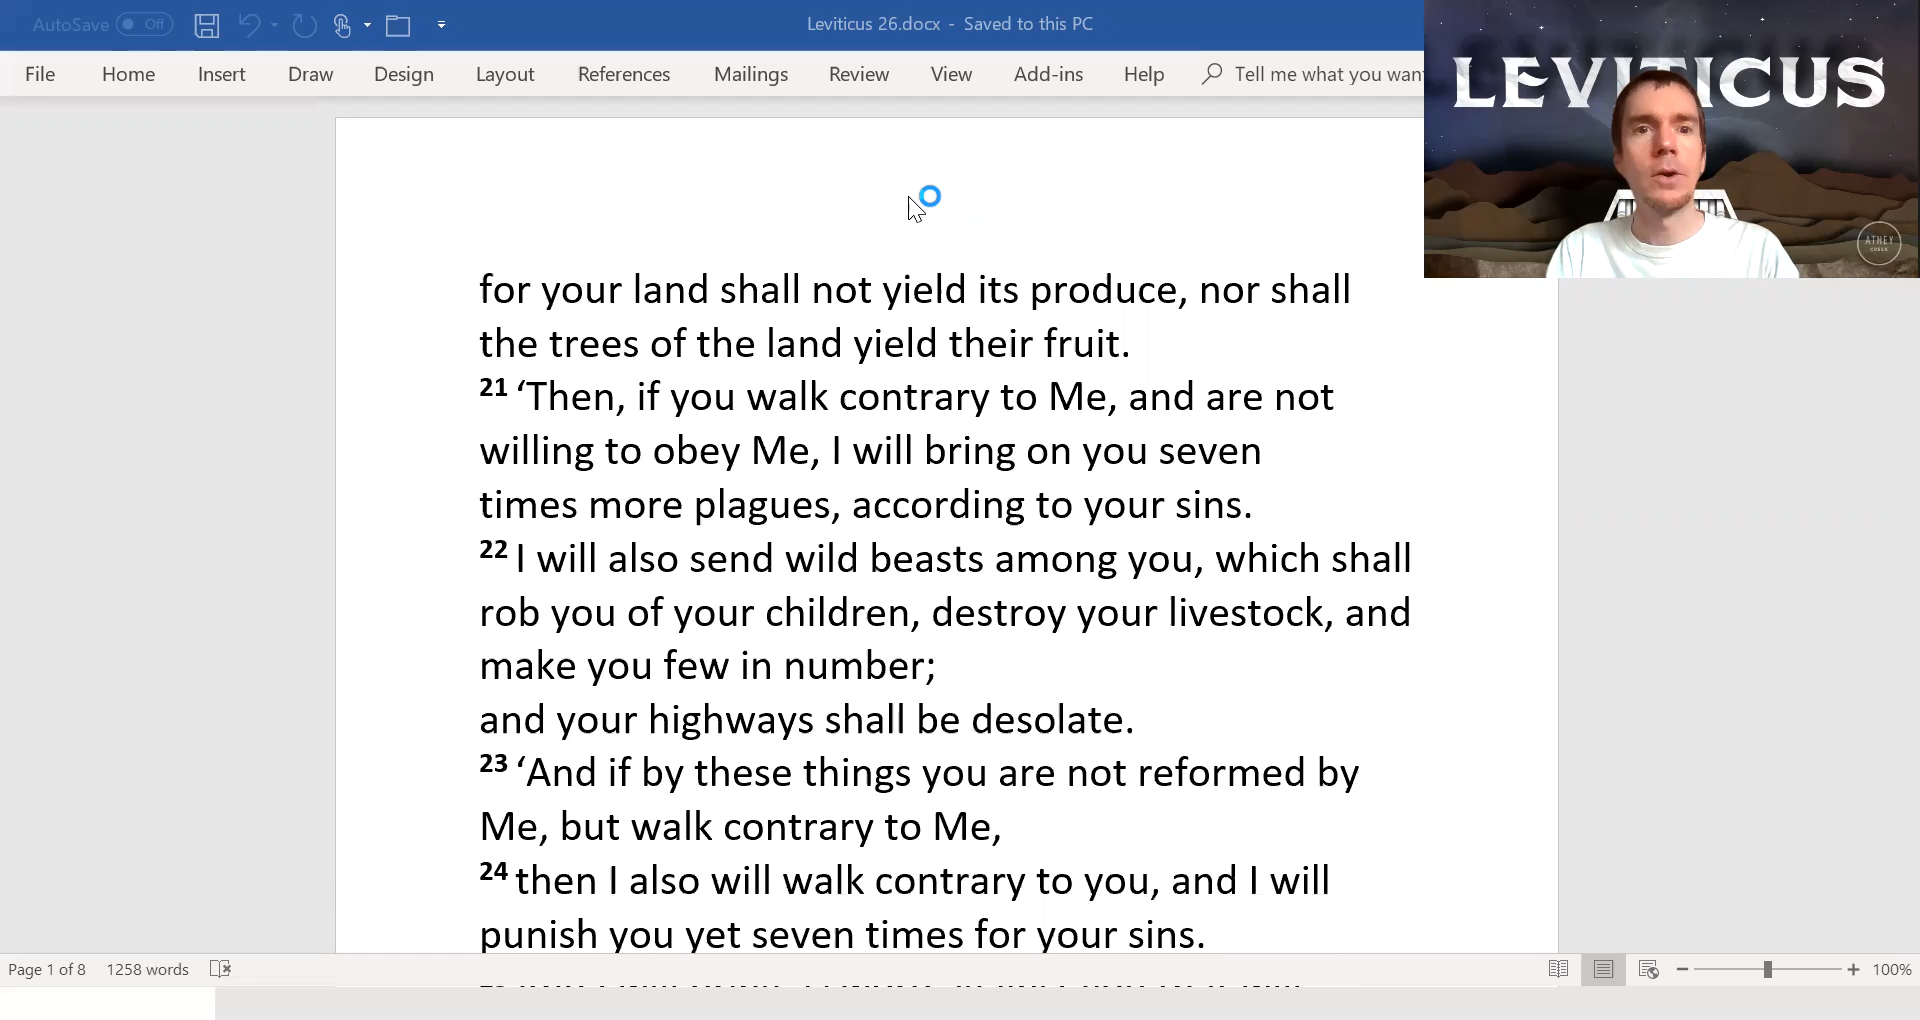 AutoSave Off
Leviticus 26.docx - Saved to this PC
File Home Insert Draw Design Layout References Mailings Review View Add-ins Help Tell me what you wan
LEVITICUS
ATHEY
CREEK
for your land shall not yield its produce, nor shall
the trees of the land yield their fruit.
21 ‘Then, if you walk contrary to Me, and are not
willing to obey Me, I will bring on you seven
times more plagues, according to your sins.
22 I will also send wild beasts among you, which shall
rob you of your children, destroy your livestock, and
make you few in number;
and your highways shall be desolate.
23 ‘And if by these things you are not reformed by
Me, but walk contrary to Me,
24 then I also will walk contrary to you, and I will
punish you yet seven times for your sins.
Page 1 of 8 1258 words 100%